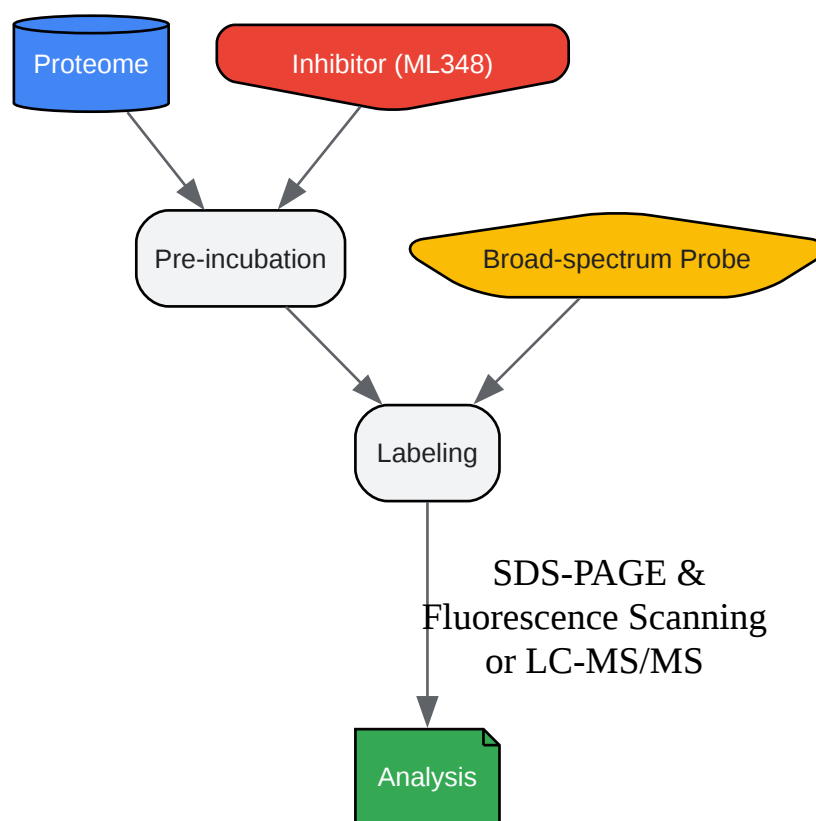 Proteome
Inhibitor (ML348)
Pre-incubation
Broad-spectrum Probe
Labeling
SDS-PAGE &
Fluorescence Scanning
or LC-MS/MS
Analysis